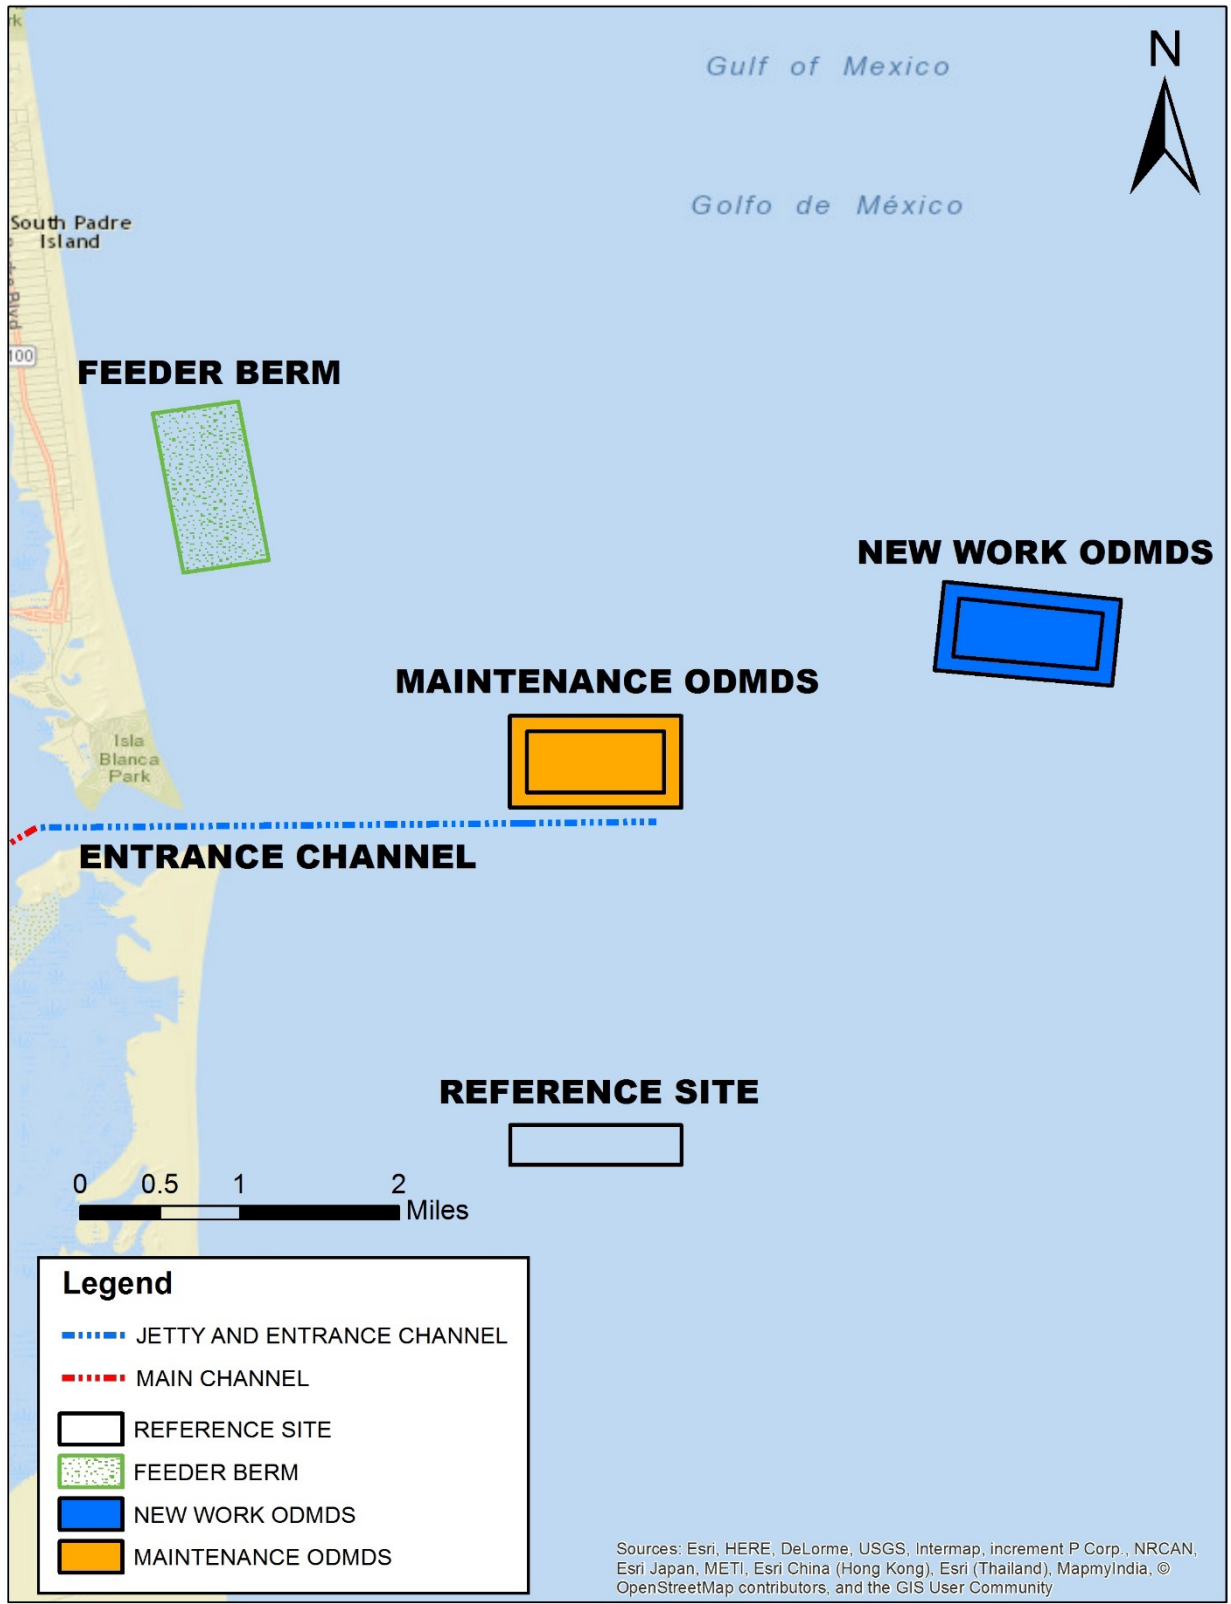 rk
Gulf of Mexico
N
Golfo de México
South Padre
Island
Blvd
100
FEEDER BERM
NEW WORK ODMDS
MAINTENANCE ODMDS
Isla
Blanca
Park
ENTRANCE CHANNEL
REFERENCE SITE
0 0.5 1 2
Miles
Legend
JETTY AND ENTRANCE CHANNEL
MAIN CHANNEL
REFERENCE SITE
FEEDER BERM
NEW WORK ODMDS
MAINTENANCE ODMDS
Sources: Esri, HERE, DeLorme, USGS, Intermap, increment P Corp., NRCAN,
Esri Japan, METI, Esri China (Hong Kong), Esri (Thailand), MapmyIndia, ©
OpenStreetMap contributors, and the GIS User Community